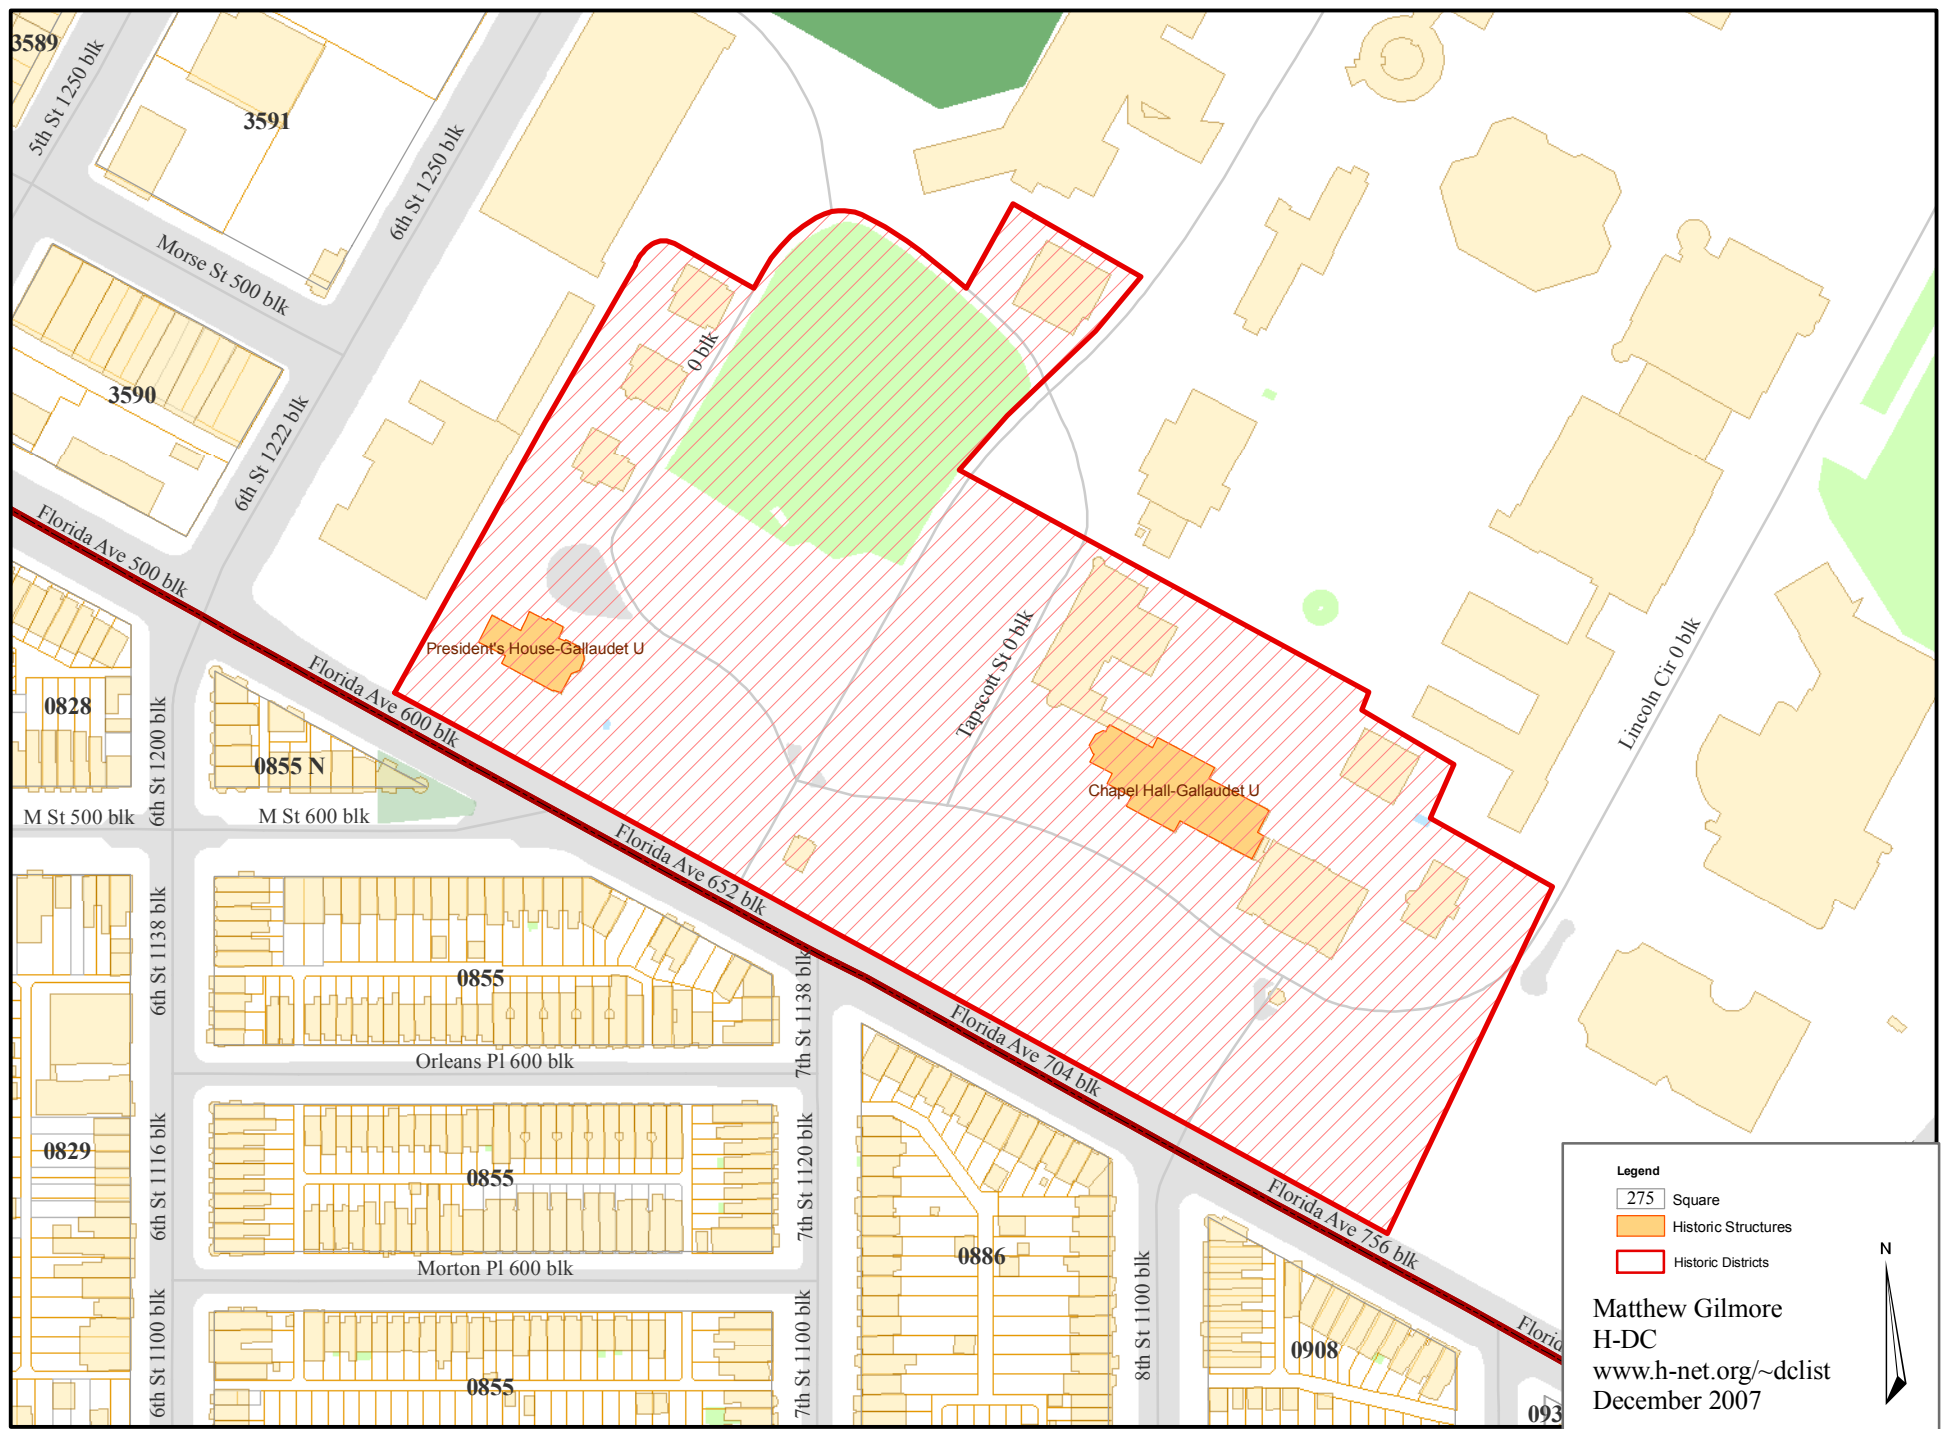 3589
5th St 1250 blk
3591
6th St 1250 blk
Morse St 500 blk
3590
0 blk
6th St 1222 blk
Florida Ave 500 blk
President's House-Gallaudet U
Tapscott St 0 blk
Lincoln Cir 0 blk
Florida Ave 600 blk
0828
6th St 1200 blk
0855 N
Chapel Hall-Gallaudet U
M St 500 blk
M St 600 blk
Florida Ave 652 blk
6th St 1138 blk
0855
7th St 1138 blk
Florida Ave 704 blk
Orleans Pl 600 blk
0829
6th St 1116 blk
0855
7th St 1120 blk
Florida Ave 756 blk
0886
Morton Pl 600 blk
6th St 1100 blk
0855
7th St 1100 blk
8th St 1100 blk
0908
Florid
093
Legend
275 Square
Historic Structures
Historic Districts
N
Matthew Gilmore
H-DC
www.h-net.org/~dclist
December 2007